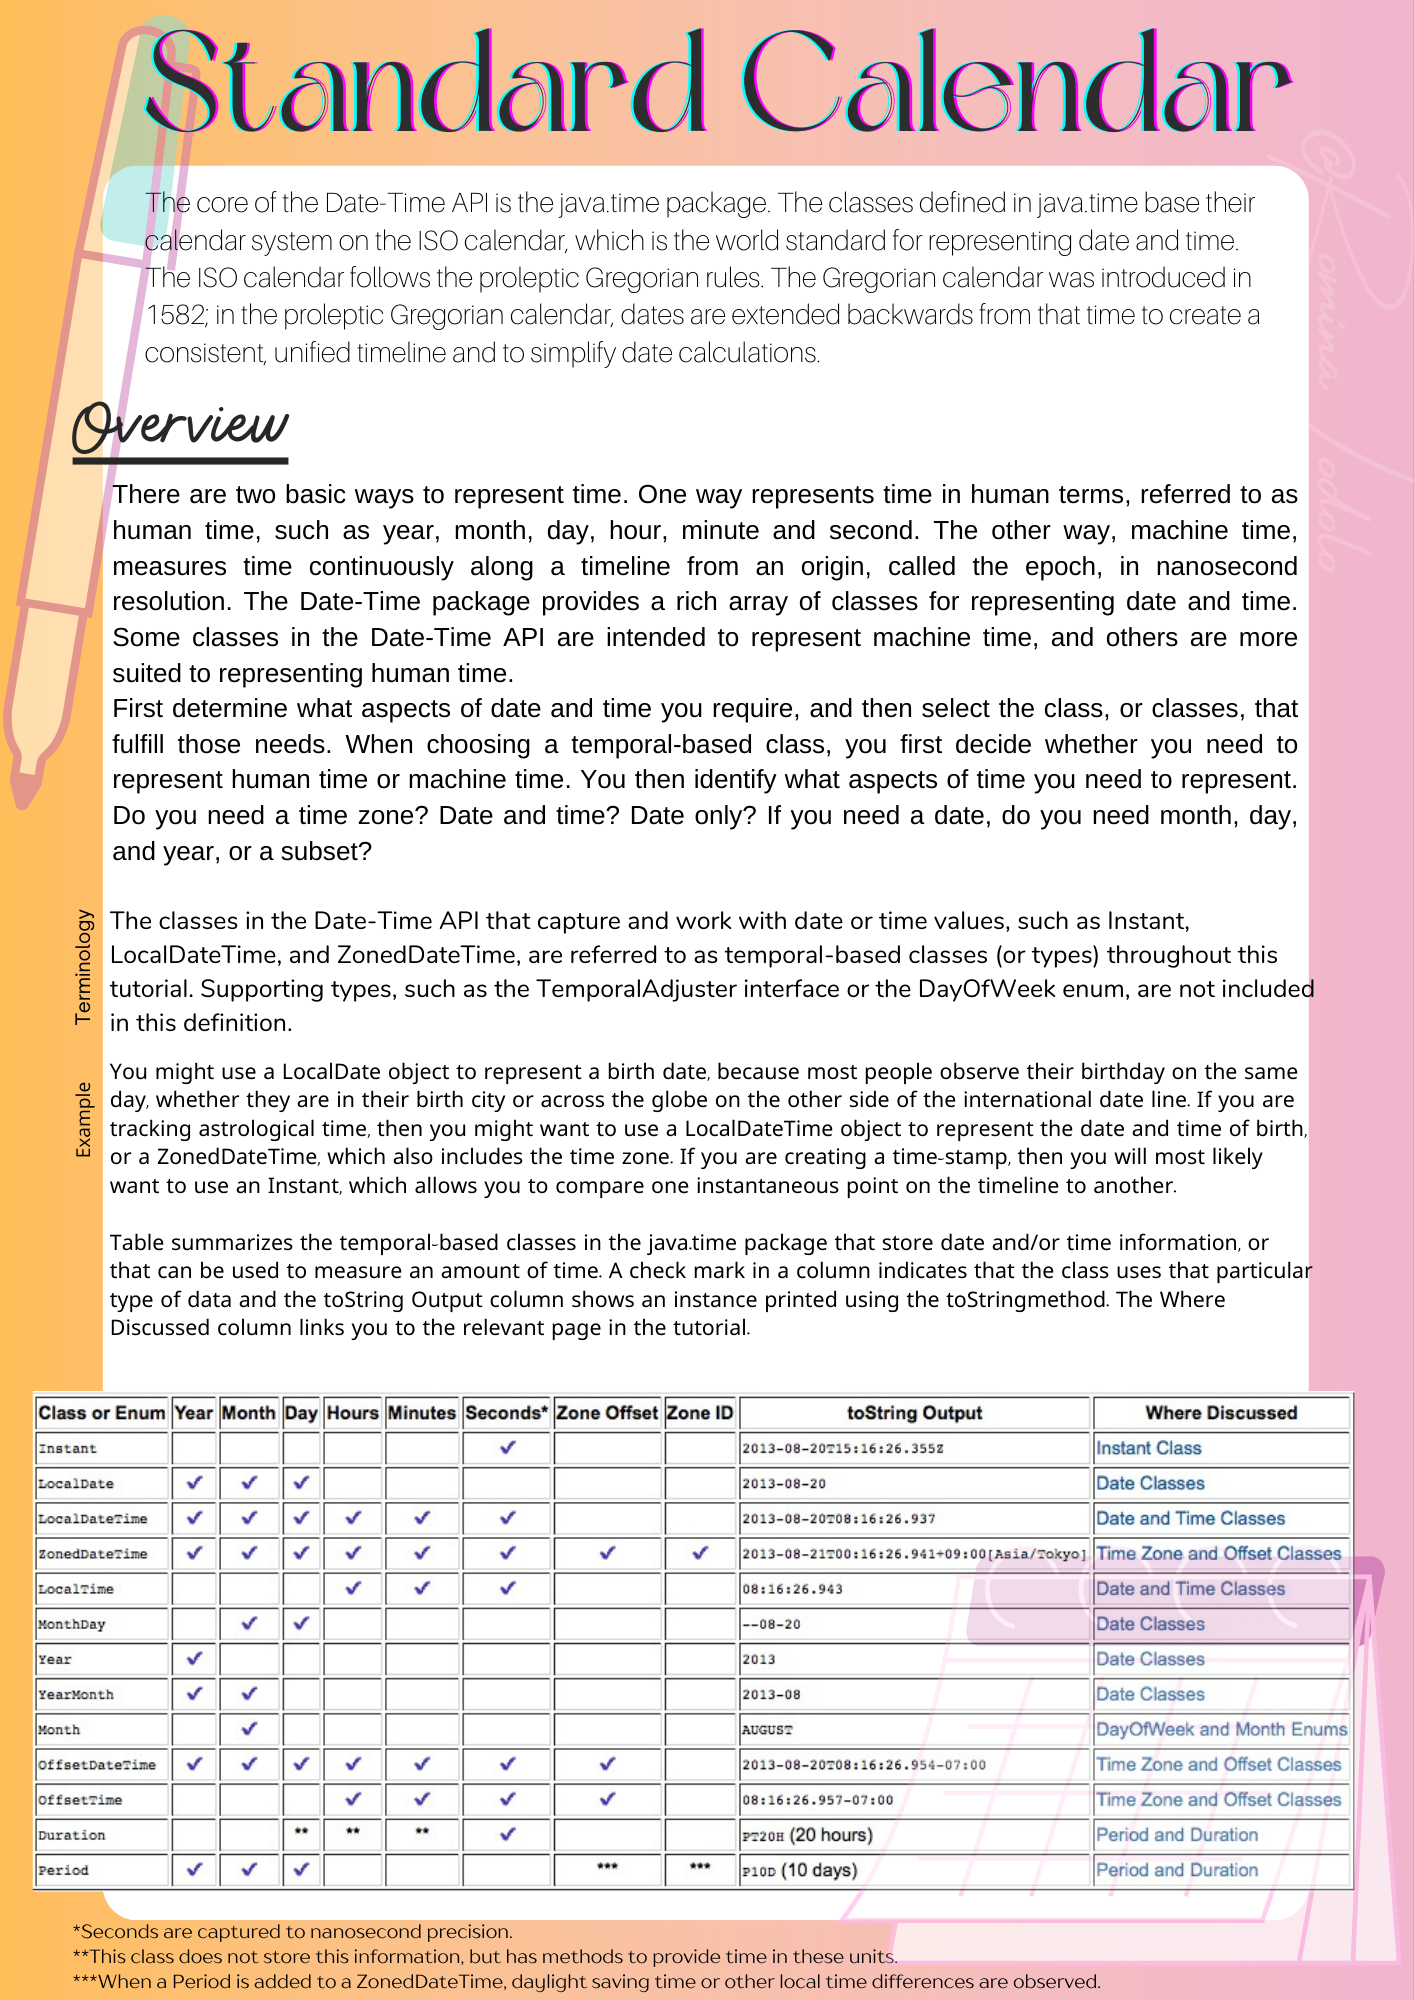 Standard Calendar
The core of the Date-Time API is the java.time package. The classes defined in java.time base their
calendar system on the ISO calendar, which is the world standard for representing date and time.
The ISO calendar follows the proleptic Gregorian rules. The Gregorian calendar was introduced in
1582; in the proleptic Gregorian calendar, dates are extended backwards from that time to create a
consistent, unified timeline and to simplify date calculations.
@Romina Iodolo
Overview
There are two basic ways to represent time. One way represents time in human terms, referred to as
human time, such as year, month, day, hour, minute and second. The other way, machine time,
measures time continuously along a timeline from an origin, called the epoch, in nanosecond
resolution. The Date-Time package provides a rich array of classes for representing date and time.
Some classes in the Date-Time API are intended to represent machine time, and others are more
suited to representing human time.
First determine what aspects of date and time you require, and then select the class, or classes, that
fulfill those needs. When choosing a temporal-based class, you first decide whether you need to
represent human time or machine time. You then identify what aspects of time you need to represent.
Do you need a time zone? Date and time? Date only? If you need a date, do you need month, day,
and year, or a subset?
Terminology
The classes in the Date-Time API that capture and work with date or time values, such as Instant,
LocalDateTime, and ZonedDateTime, are referred to as temporal-based classes (or types) throughout this
tutorial. Supporting types, such as the TemporalAdjuster interface or the DayOfWeek enum, are not included
in this definition.
Example
You might use a LocalDate object to represent a birth date, because most people observe their birthday on the same
day, whether they are in their birth city or across the globe on the other side of the international date line. If you are
tracking astrological time, then you might want to use a LocalDateTime object to represent the date and time of birth,
or a ZonedDateTime, which also includes the time zone. If you are creating a time-stamp, then you will most likely
want to use an Instant, which allows you to compare one instantaneous point on the timeline to another.
Table summarizes the temporal-based classes in the java.time package that store date and/or time information, or
that can be used to measure an amount of time. A check mark in a column indicates that the class uses that particular
type of data and the toString Output column shows an instance printed using the toStringmethod. The Where
Discussed column links you to the relevant page in the tutorial.
Class or Enum Year Month Day Hours Minutes Seconds* Zone Offset Zone ID toString Output Where Discussed
Instant ✓ 2013-08-20T15:16:26.355Z Instant Class
LocalDate ✓ ✓ ✓ 2013-08-20 Date Classes
LocalDateTime ✓ ✓ ✓ ✓ ✓ ✓ 2013-08-20T08:16:26.937 Date and Time Classes
ZonedDateTime ✓ ✓ ✓ ✓ ✓ ✓ ✓ ✓ 2013-08-21T00:16:26.941+09:00[Asia/Tokyo] Time Zone and Offset Classes
LocalTime ✓ ✓ ✓ 08:16:26.943 Date and Time Classes
MonthDay ✓ ✓ --08-20 Date Classes
Year ✓ 2013 Date Classes
YearMonth ✓ ✓ 2013-08 Date Classes
Month ✓ AUGUST DayOfWeek and Month Enums
OffsetDateTime ✓ ✓ ✓ ✓ ✓ ✓ ✓ 2013-08-20T08:16:26.954-07:00 Time Zone and Offset Classes
OffsetTime ✓ ✓ ✓ ✓ 08:16:26.957-07:00 Time Zone and Offset Classes
Duration ** ** ** ✓ PT20H (20 hours) Period and Duration
Period ✓ ✓ ✓ *** *** P10D (10 days) Period and Duration
*Seconds are captured to nanosecond precision.
**This class does not store this information, but has methods to provide time in these units.
***When a Period is added to a ZonedDateTime, daylight saving time or other local time differences are observed.